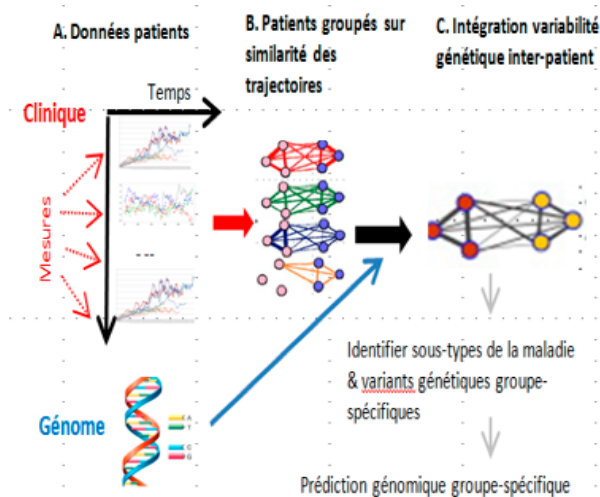 A. Données patients
B. Patients groupés sur
similarité des
trajectoires
C. Intégration variabilité
génétique inter-patient
Temps
Clinique
Mesures
Identifier sous-types de la maladie
& variants génétiques groupe-
spécifiques
Génome
A
T
C
G
Prédiction génomique groupe-spécifique